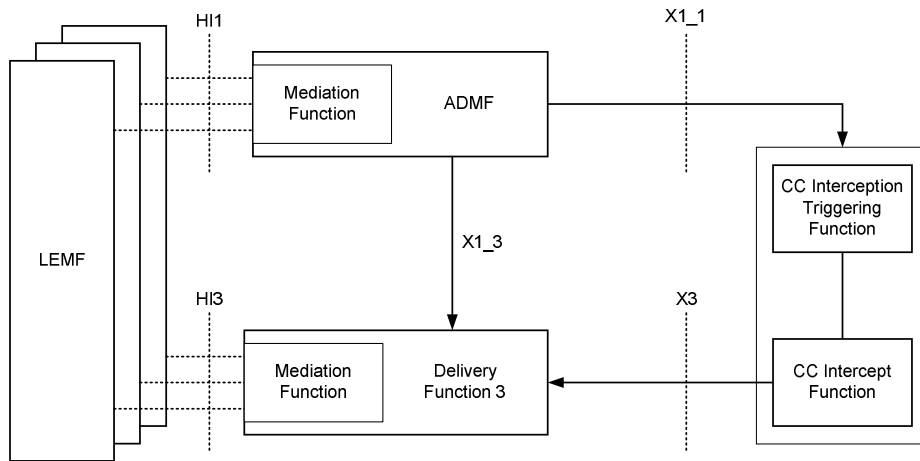 HI1
X1_1
Mediation
Function
ADMF
CC Interception
Triggering
Function
LEMF
X1_3
HI3
X3
Mediation
Function
Delivery
Function 3
CC Intercept
Function